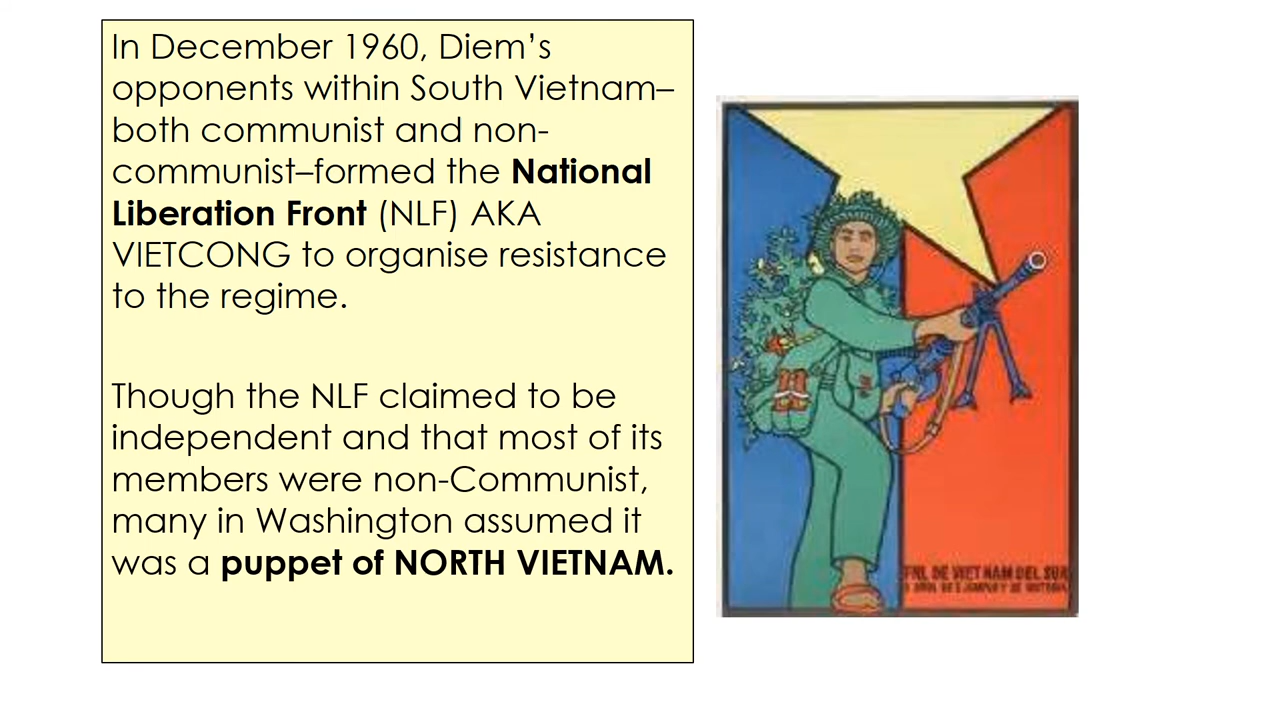 In December 1960, Diem's
opponents within South Vietnam–
both communist and non-
communist–formed the National
Liberation Front (NLF) AKA
VIETCONG to organise resistance
to the regime.
Though the NLF claimed to be
independent and that most of its
members were non-Communist,
many in Washington assumed it
was a puppet of NORTH VIETNAM.
FNL DE VIET NAM DEL SUR